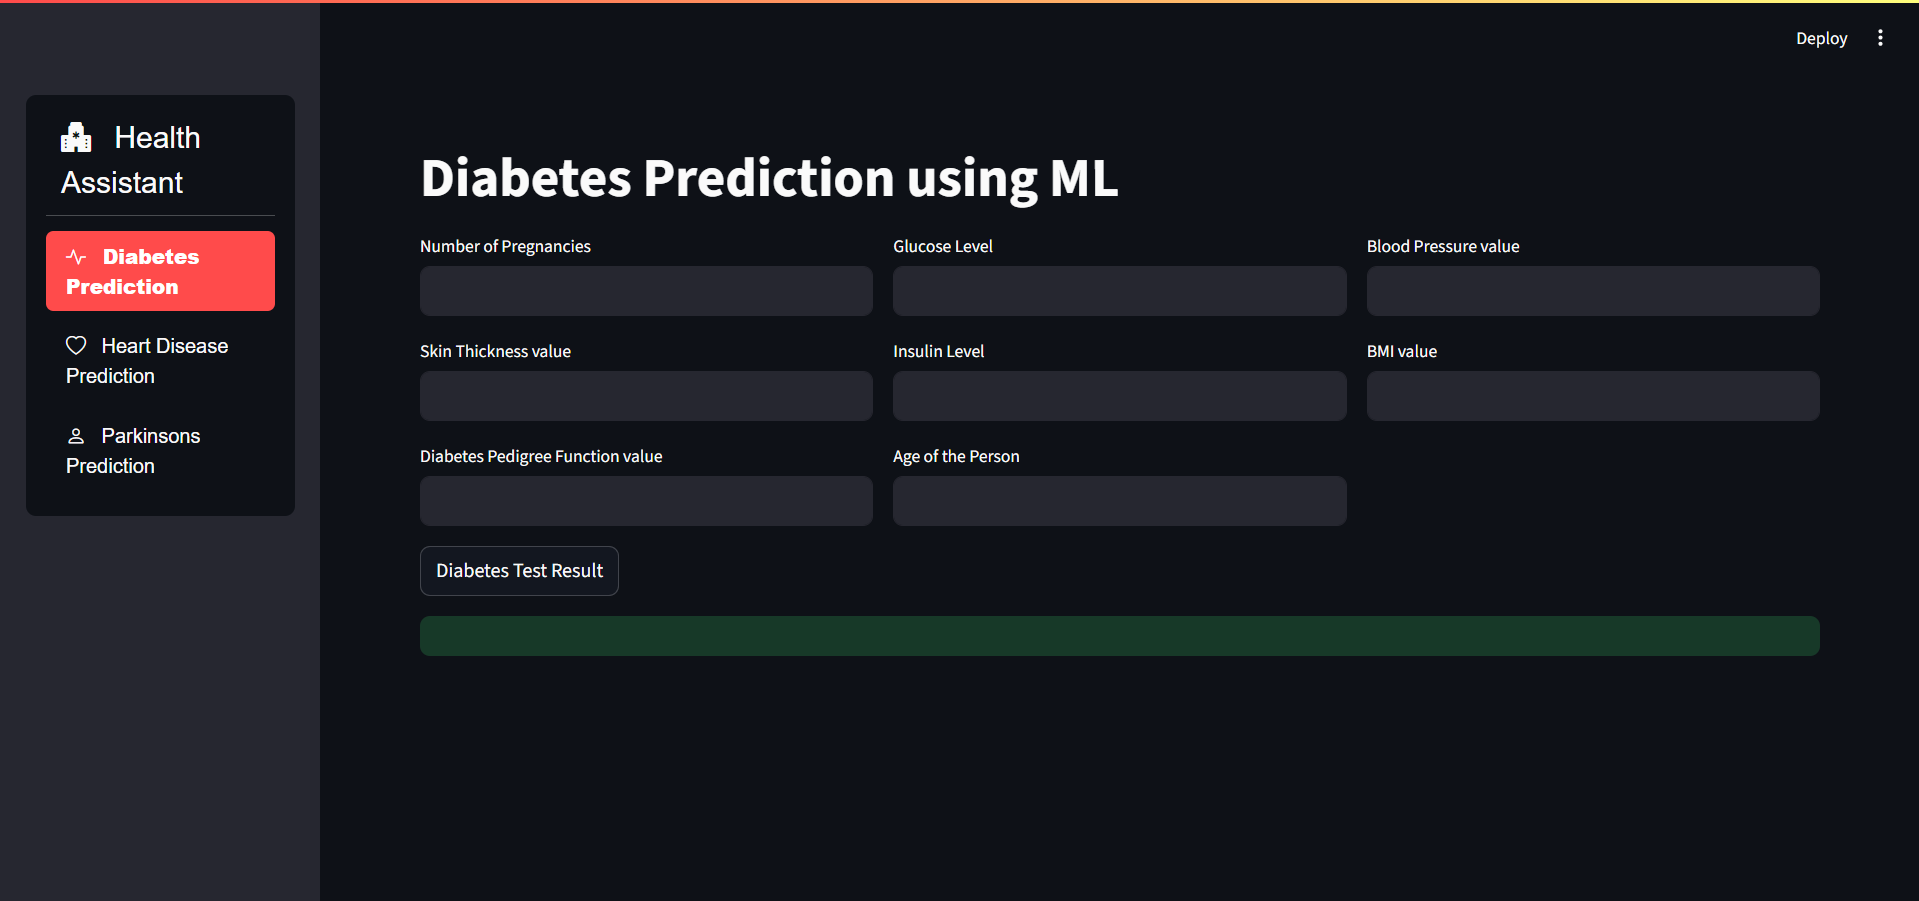 Deploy
Health
Assistant
Diabetes
Prediction
Heart Disease
Prediction
Parkinsons
Prediction
Diabetes Prediction using ML
Number of Pregnancies
Glucose Level
Blood Pressure value
Skin Thickness value
Insulin Level
BMI value
Diabetes Pedigree Function value
Age of the Person
Diabetes Test Result